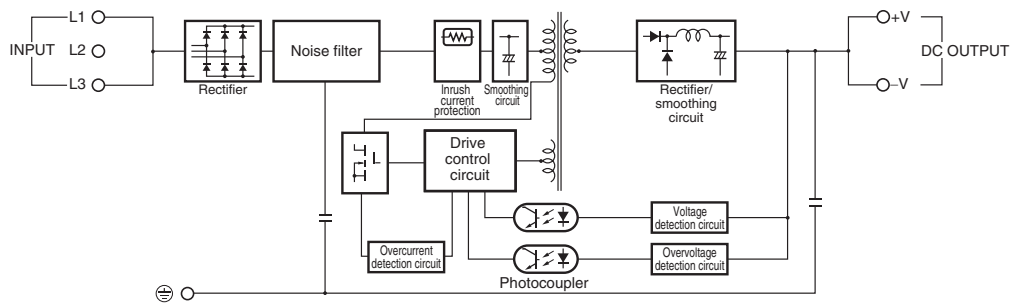 L1
INPUT
L2
L3
Rectifier
Noise filter
Inrush
current
protection
Smoothing
circuit
Rectifier/
smoothing
circuit
+V
DC OUTPUT
–V
Drive
control
circuit
Overcurrent
detection circuit
Voltage
detection circuit
Overvoltage
detection circuit
Photocoupler